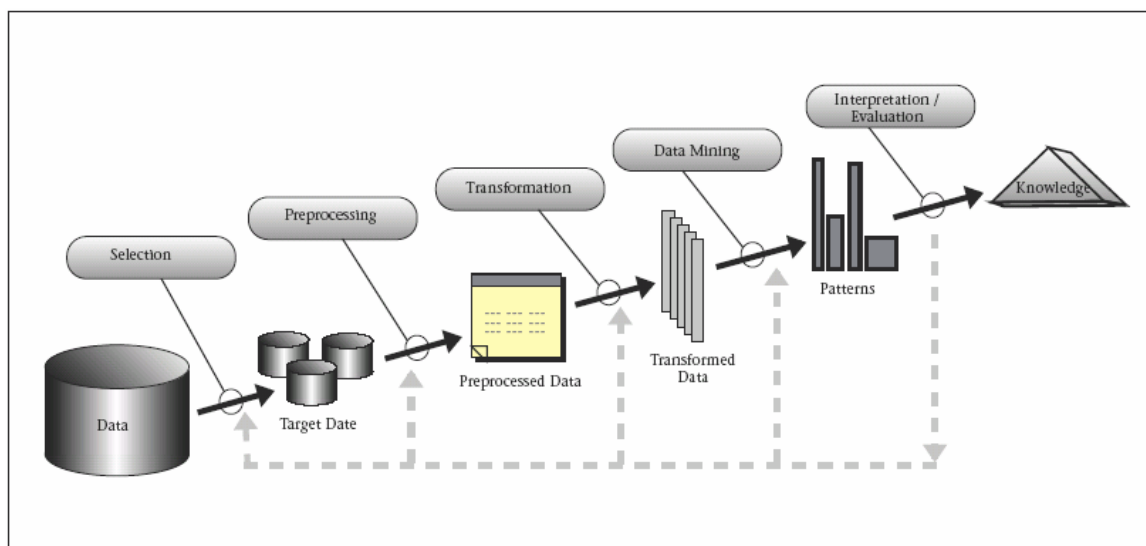 Interpretation /
Evaluation
Data Mining
Transformation
Preprocessing
Selection
Knowledge
Patterns
Transformed
Data
Preprocessed Data
Target Date
Data
--- --- ---
--- --- ---
--- --- ---